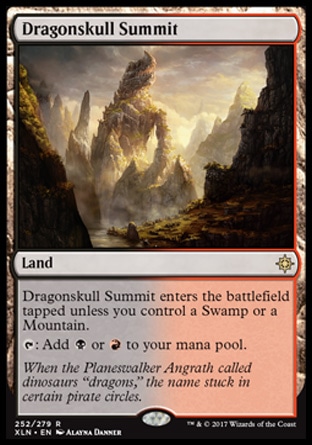 Dragonskull Summit
Land
Dragonskull Summit enters the battlefield
tapped unless you control a Swamp or a
Mountain.
: Add or to your mana pool.
When the Planeswalker Angrath called
dinosaurs “dragons,” the name stuck in
certain pirate circles.
252/279 R
XLN • EN Alayna Danner
™ & © 2017 Wizards of the Coast